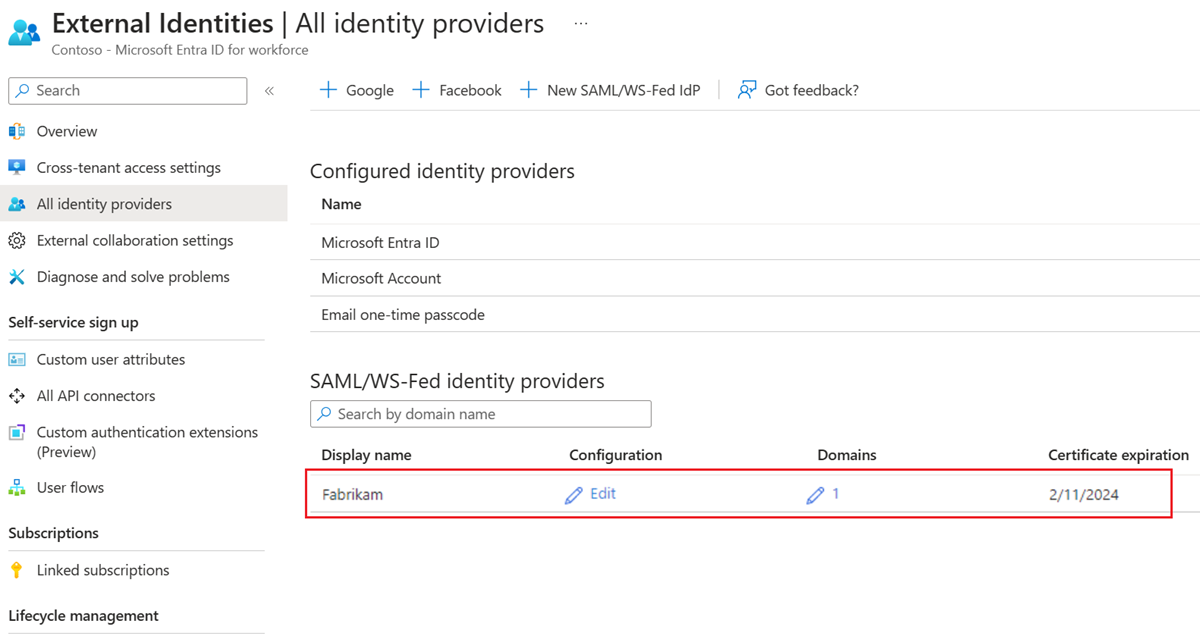 External Identities | All identity providers ...
Contoso - Microsoft Entra ID for workforce
Search
«
+ Google + Facebook + New SAML/WS-Fed IdP Got feedback?
Overview
Cross-tenant access settings
All identity providers
External collaboration settings
Diagnose and solve problems
Self-service sign up
Custom user attributes
All API connectors
Custom authentication extensions
(Preview)
User flows
Subscriptions
Linked subscriptions
Lifecycle management
Configured identity providers
Name
Microsoft Entra ID
Microsoft Account
Email one-time passcode
SAML/WS-Fed identity providers
Search by domain name
Display name Configuration Domains Certificate expiration
Fabrikam Edit 1 2/11/2024